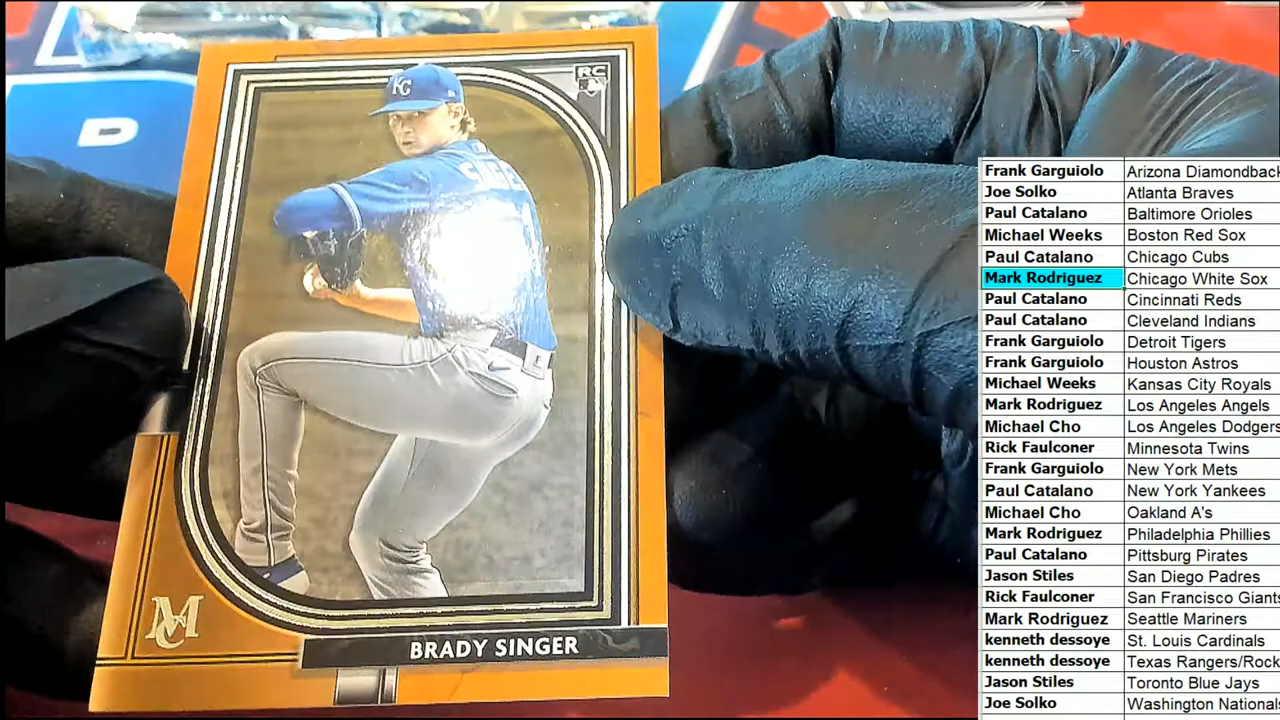 RC
KC
D
MC
BRADY SINGER
Frank Garguiolo Arizona Diamondback
Joe Solko Atlanta Braves
Paul Catalano Baltimore Orioles
Michael Weeks Boston Red Sox
Paul Catalano Chicago Cubs
Mark Rodriguez Chicago White Sox
Paul Catalano Cincinnati Reds
Paul Catalano Cleveland Indians
Frank Garguiolo Detroit Tigers
Frank Garguiolo Houston Astros
Michael Weeks Kansas City Royals
Mark Rodriguez Los Angeles Angels
Michael Cho Los Angeles Dodgers
Rick Faulconer Minnesota Twins
Frank Garguiolo New York Mets
Paul Catalano New York Yankees
Michael Cho Oakland A's
Mark Rodriguez Philadelphia Phillies
Paul Catalano Pittsburg Pirates
Jason Stiles San Diego Padres
Rick Faulconer San Francisco Giants
Mark Rodriguez Seattle Mariners
kenneth dessoye St. Louis Cardinals
kenneth dessoye Texas Rangers/Rock
Jason Stiles Toronto Blue Jays
Joe Solko Washington Nationals